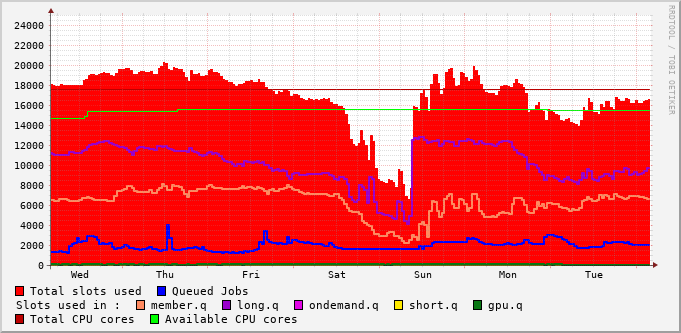 24000
22000
20000
18000
16000
14000
12000
10000
8000
6000
4000
2000
0
Wed Thu Fri Sat Sun Mon Tue
RRDTOOL / TOBI OETIKER
Total slots used Queued Jobs
Slots used in : member.q long.q ondemand.q short.q gpu.q
Total CPU cores Available CPU cores